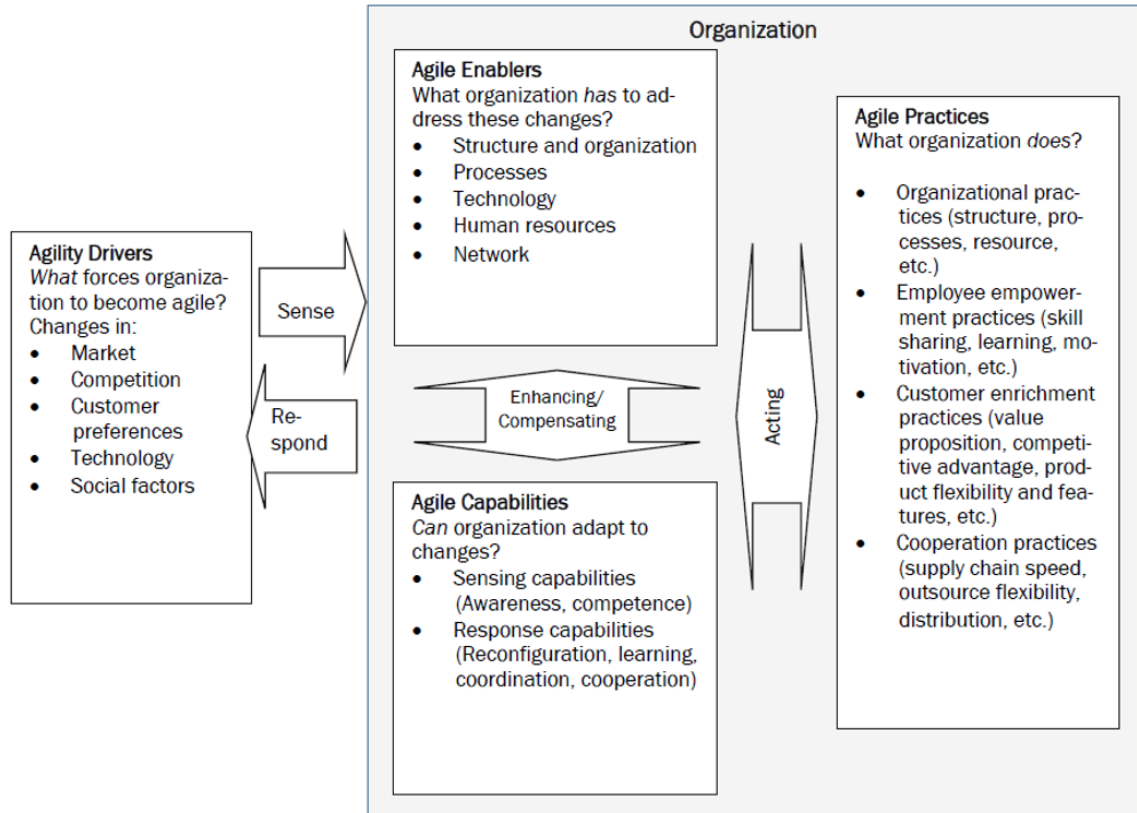 Organization
Agility Drivers
What forces organiza-
tion to become agile?
Changes in:
• Market
• Competition
• Customer
preferences
• Technology
• Social factors
Sense
Re-
spond
Agile Enablers
What organization has to ad-
dress these changes?
• Structure and organization
• Processes
• Technology
• Human resources
• Network
Enhancing/
Compensating
Agile Capabilities
Can organization adapt to
changes?
• Sensing capabilities
(Awareness, competence)
• Response capabilities
(Reconfiguration, learning,
coordination, cooperation)
Acting
Agile Practices
What organization does?
• Organizational prac-
tices (structure, pro-
cesses, resource,
etc.)
• Employee empower-
ment practices (skill
sharing, learning, mo-
tivation, etc.)
• Customer enrichment
practices (value
proposition, competi-
tive advantage, prod-
uct flexibility and fea-
tures, etc.)
• Cooperation practices
(supply chain speed,
outsource flexibility,
distribution, etc.)